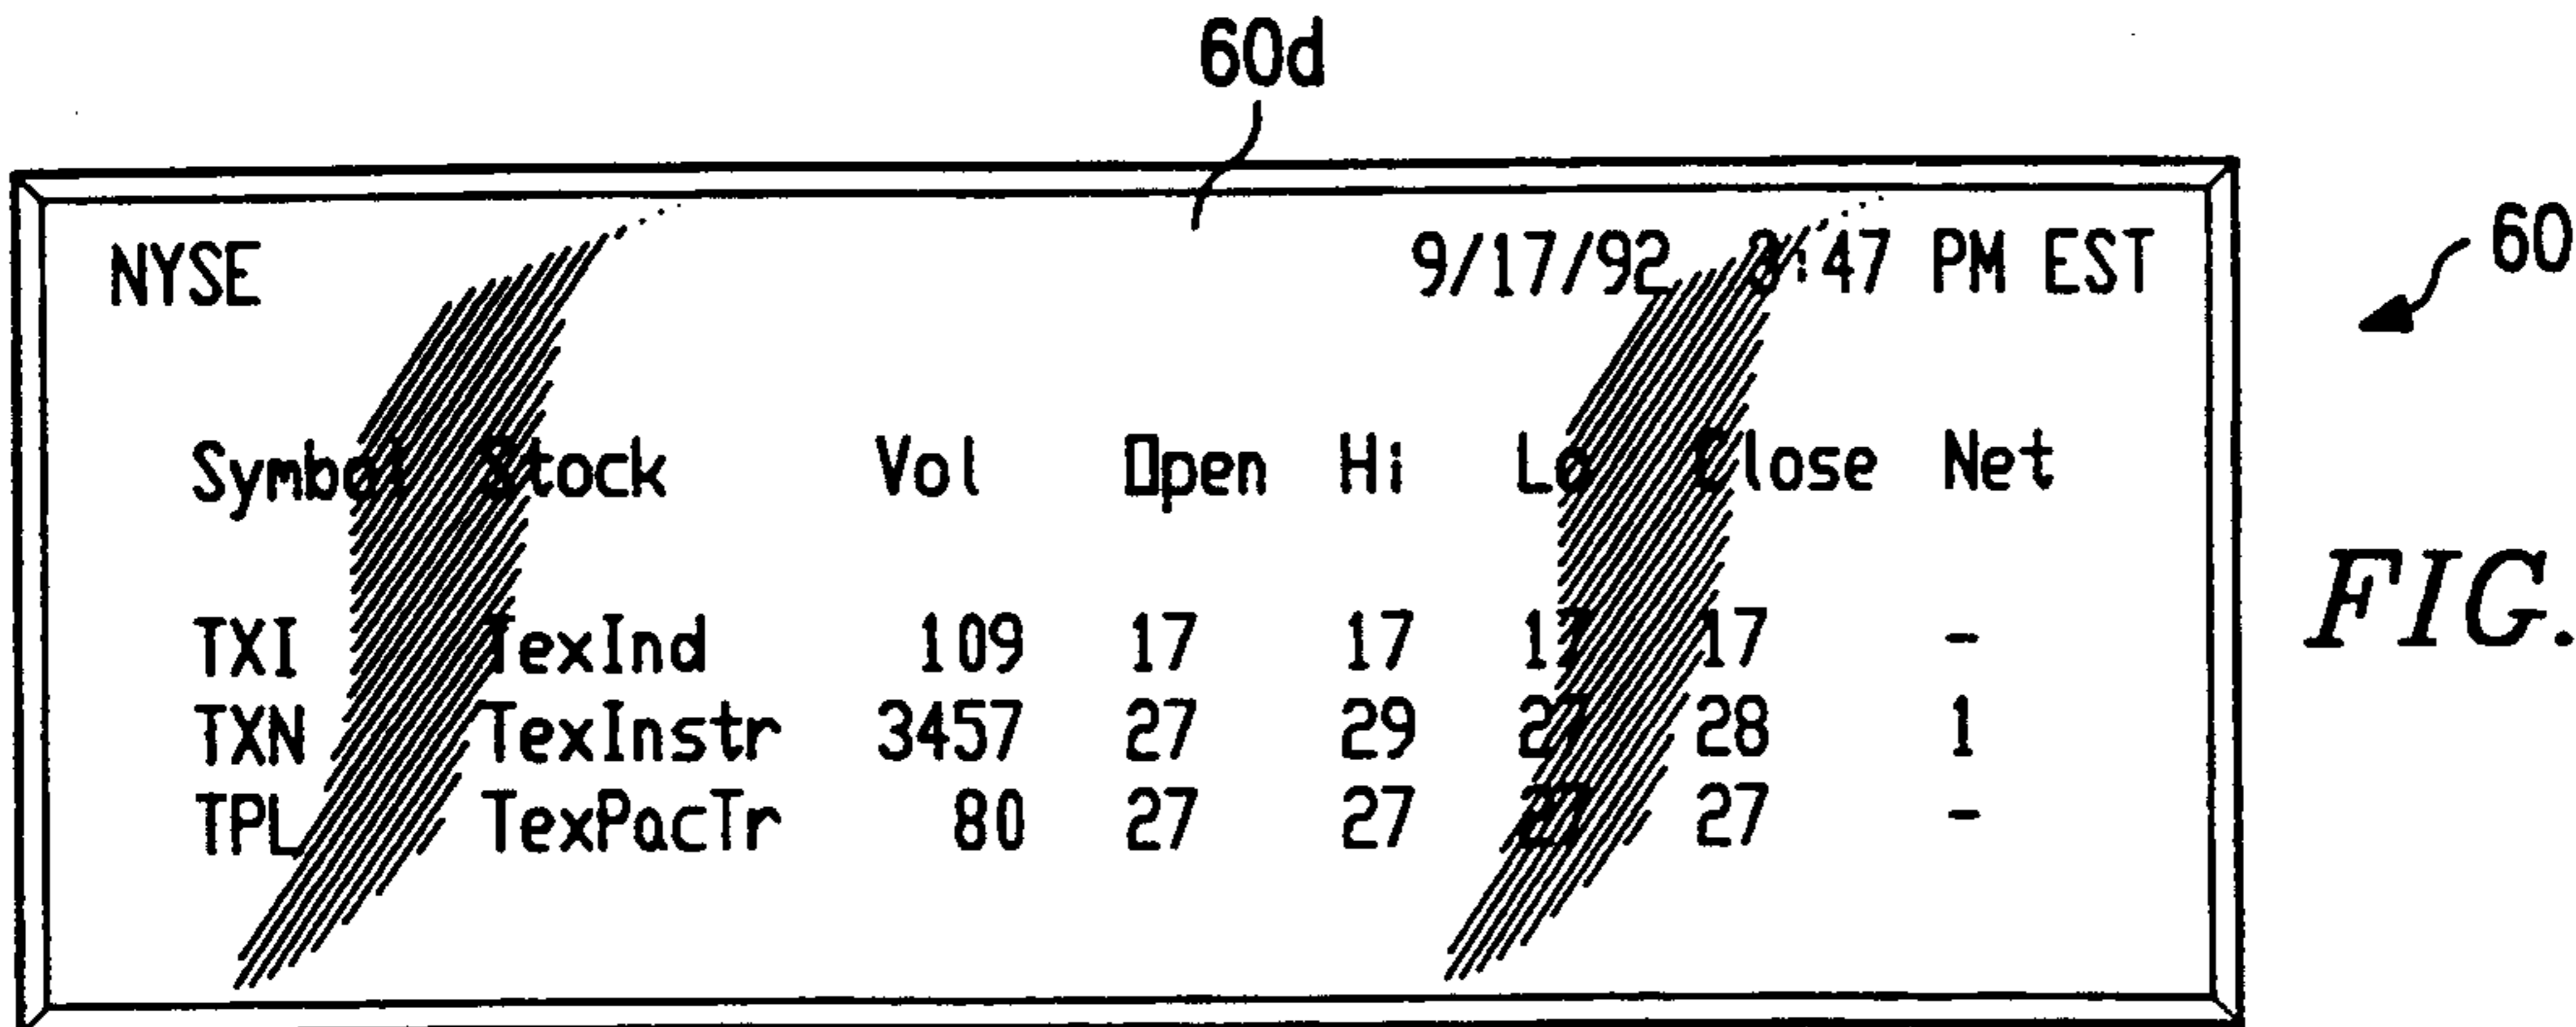 60d
NYSE 9/17/92 :47 PM EST
60
Symbol Stock Vol Open Hi Lo Close Net
FIG.
TXI TexInd 109 17 17 17 17 -
TXN TexInstr 3457 27 29 27 28 1
TPL TexPacTr 80 27 27 27 27 -